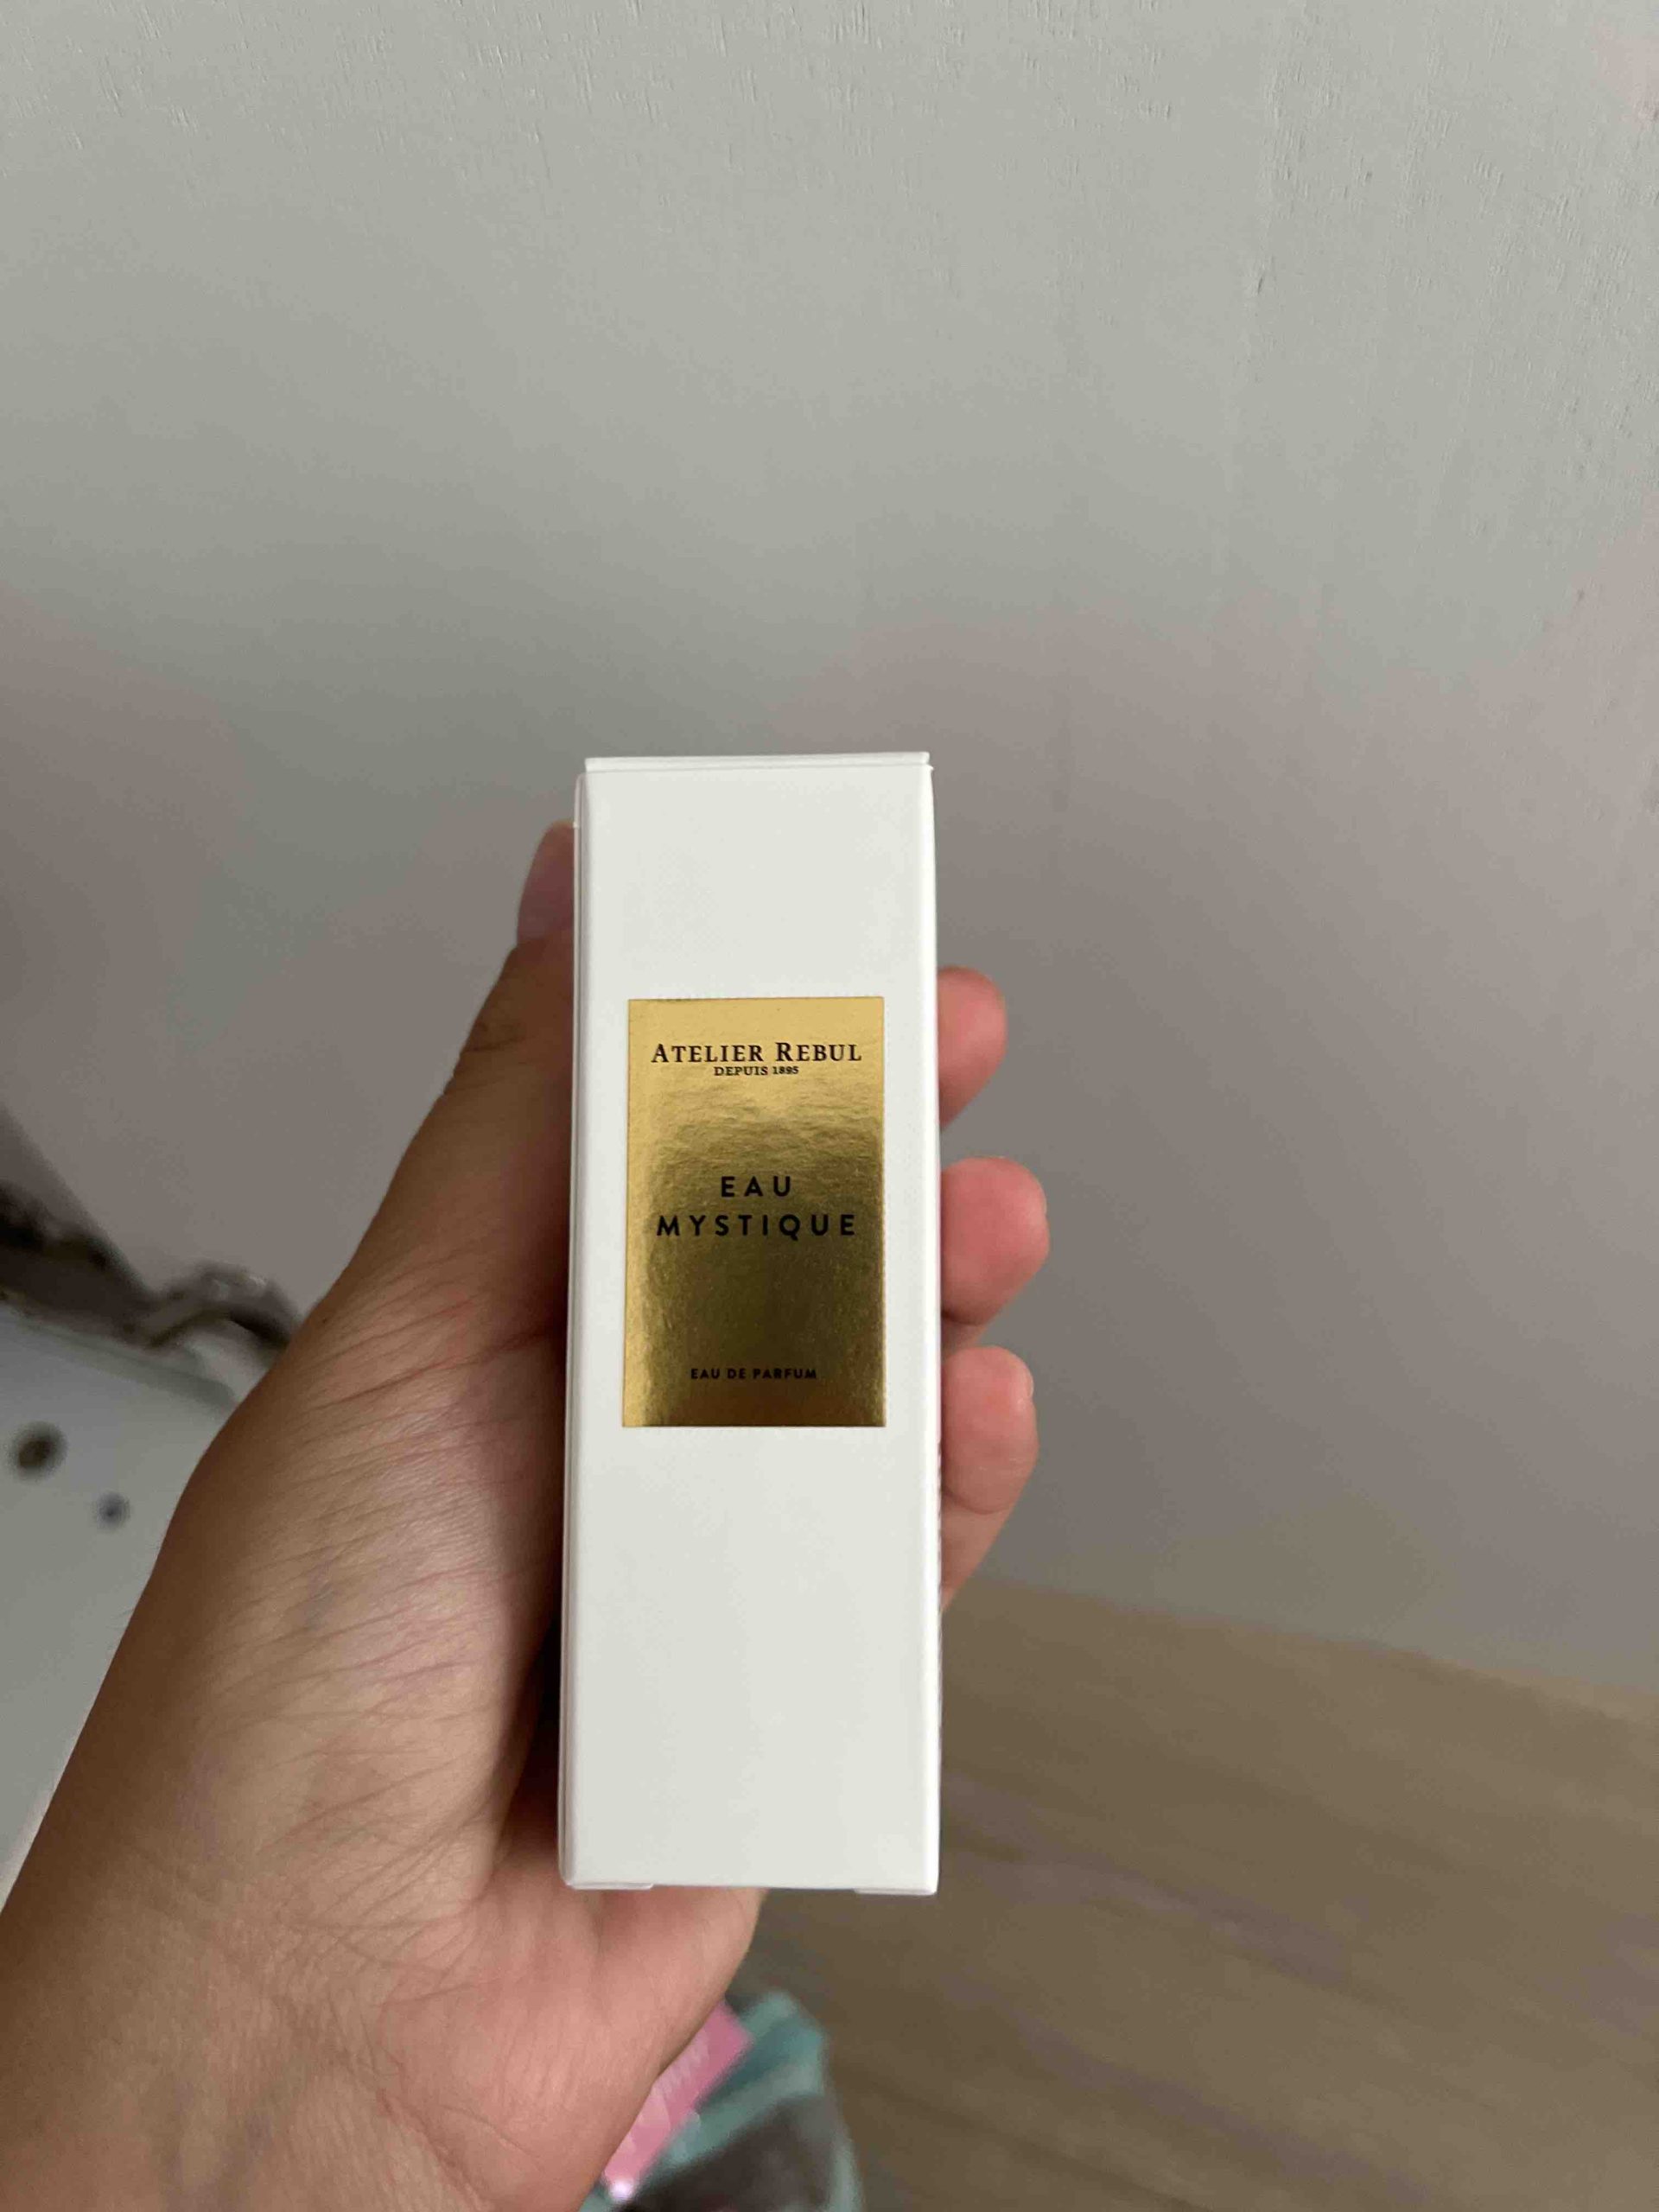 ATELIER REBUL
DEPUIS 1895
EAU
MYSTIQUE
EAU DE PARFUM